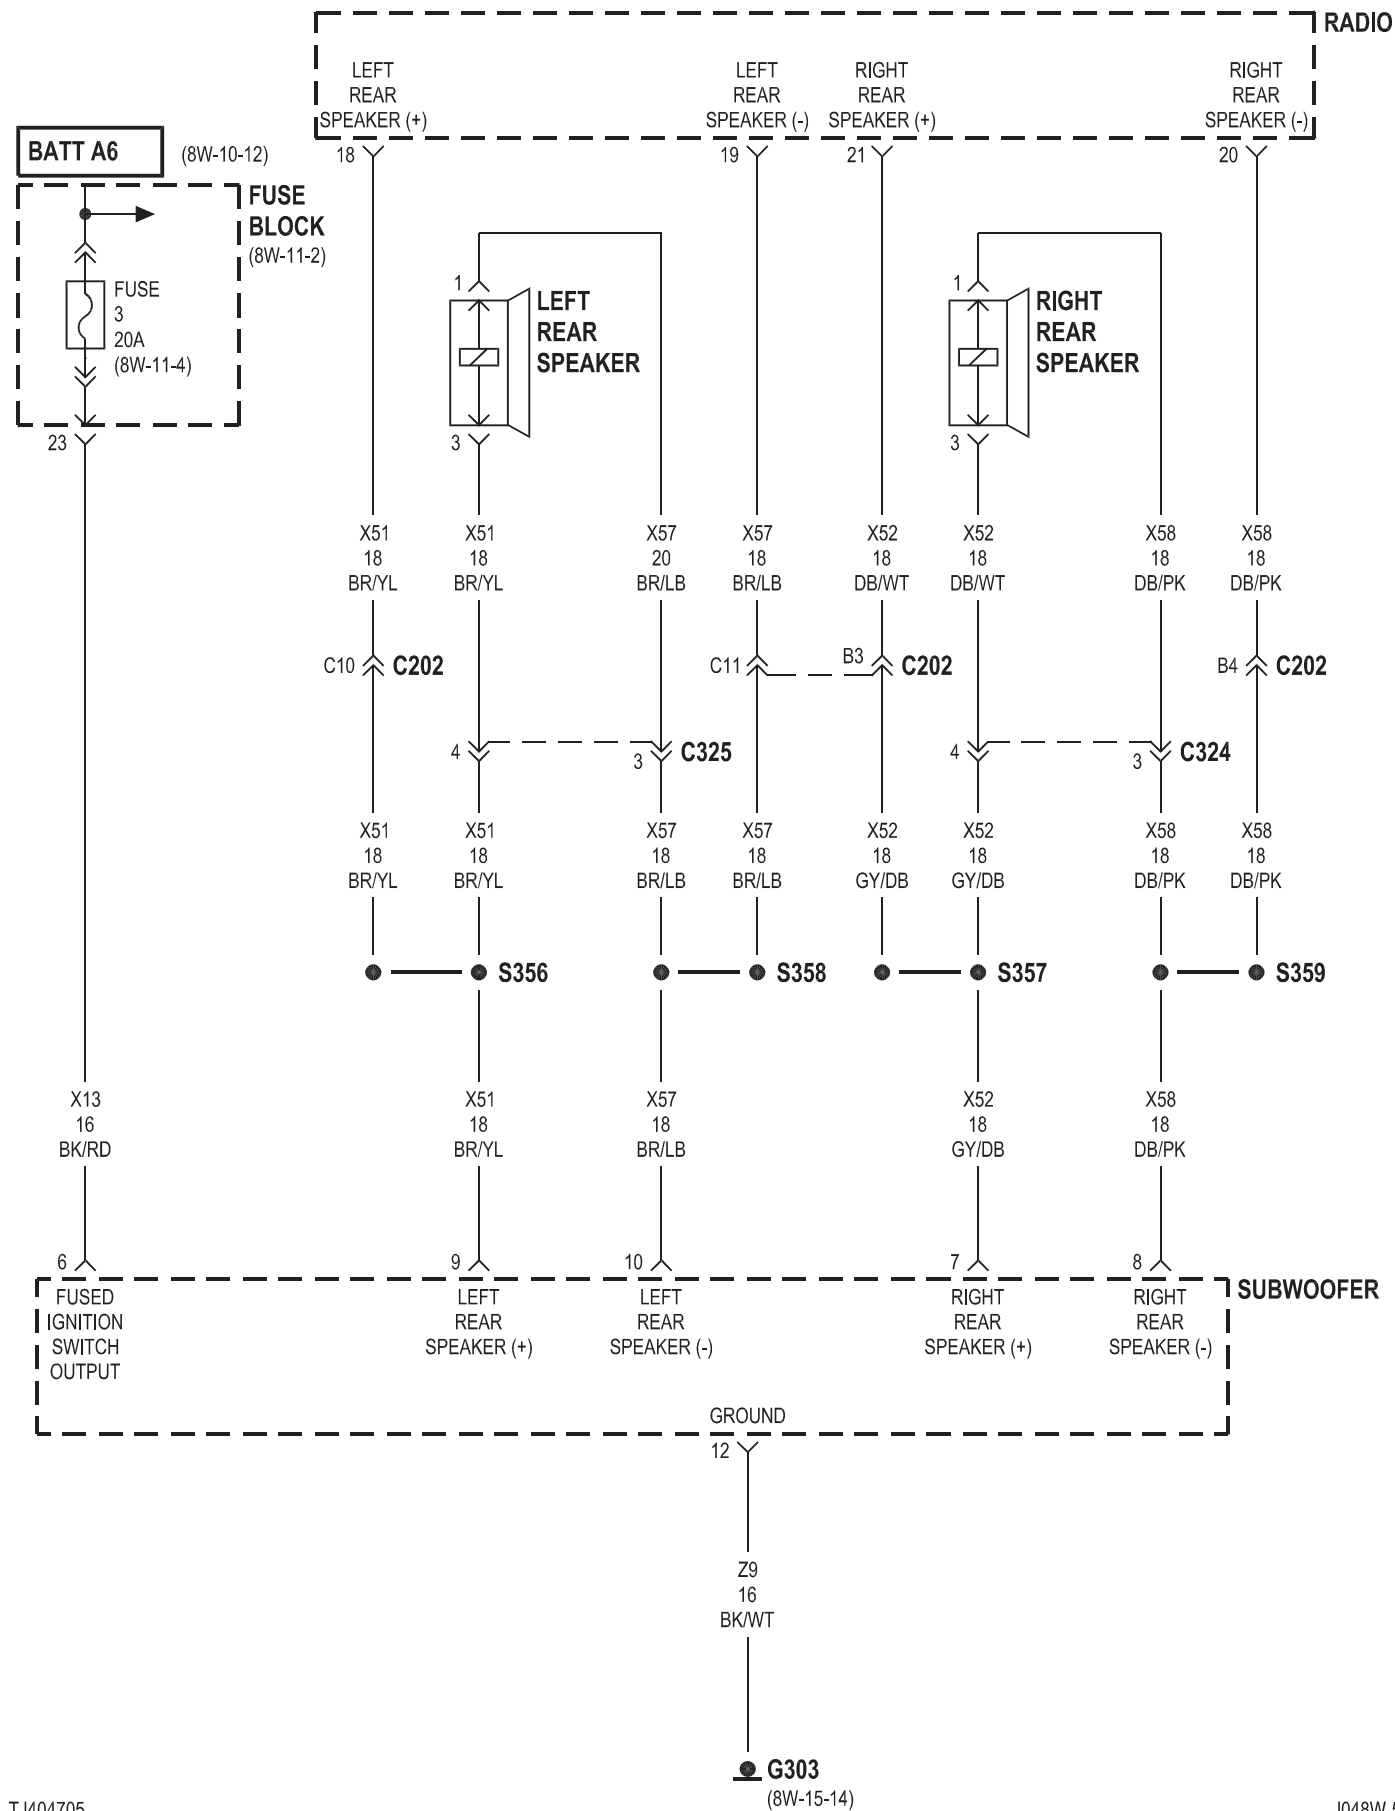 RADIO
LEFT
REAR
SPEAKER (+)
LEFT
REAR
SPEAKER (-)
RIGHT
REAR
SPEAKER (+)
RIGHT
REAR
SPEAKER (-)
18
19
21
20
BATT A6
(8W-10-12)
FUSE
BLOCK
(8W-11-2)
FUSE
3
20A
(8W-11-4)
23
1
LEFT
REAR
SPEAKER
3
1
RIGHT
REAR
SPEAKER
3
X51
18
BR/YL
X51
18
BR/YL
X57
20
BR/LB
X57
18
BR/LB
X52
18
DB/WT
X52
18
DB/WT
X58
18
DB/PK
X58
18
DB/PK
C10
C202
C11
B3
C202
B4
C202
4
3
C325
4
3
C324
X51
18
BR/YL
X51
18
BR/YL
X57
18
BR/LB
X57
18
BR/LB
X52
18
GY/DB
X52
18
GY/DB
X58
18
DB/PK
X58
18
DB/PK
S356
S358
S357
S359
X13
16
BK/RD
X51
18
BR/YL
X57
18
BR/LB
X52
18
GY/DB
X58
18
DB/PK
6
9
10
7
8
SUBWOOFER
FUSED
IGNITION
SWITCH
OUTPUT
LEFT
REAR
SPEAKER (+)
LEFT
REAR
SPEAKER (-)
RIGHT
REAR
SPEAKER (+)
RIGHT
REAR
SPEAKER (-)
GROUND
12
Z9
16
BK/WT
G303
(8W-15-14)